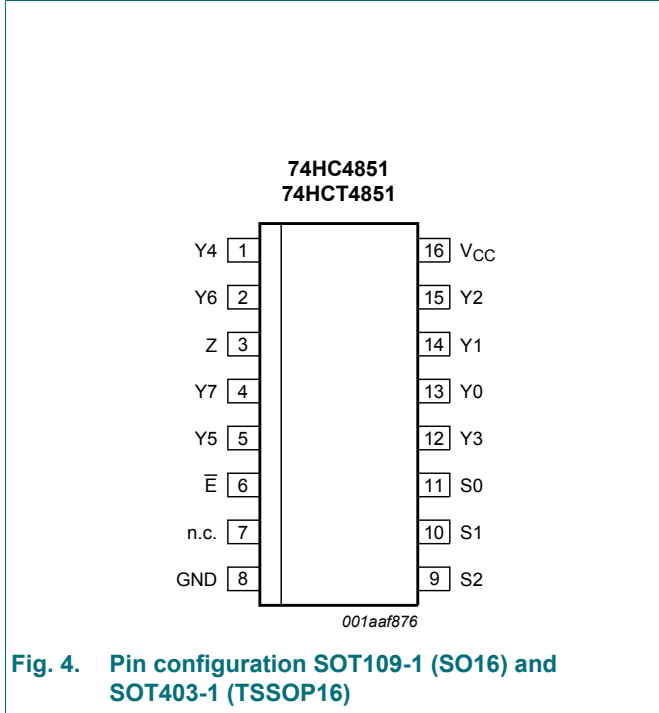 74HC4851
74HCT4851
Y4 1 16 VCC
Y6 2 15 Y2
Z 3 14 Y1
Y7 4 13 Y0
Y5 5 12 Y3
E̅ 6 11 S0
n.c. 7 10 S1
GND 8 9 S2
001aaf876
Fig. 4. Pin configuration SOT109-1 (SO16) and
SOT403-1 (TSSOP16)